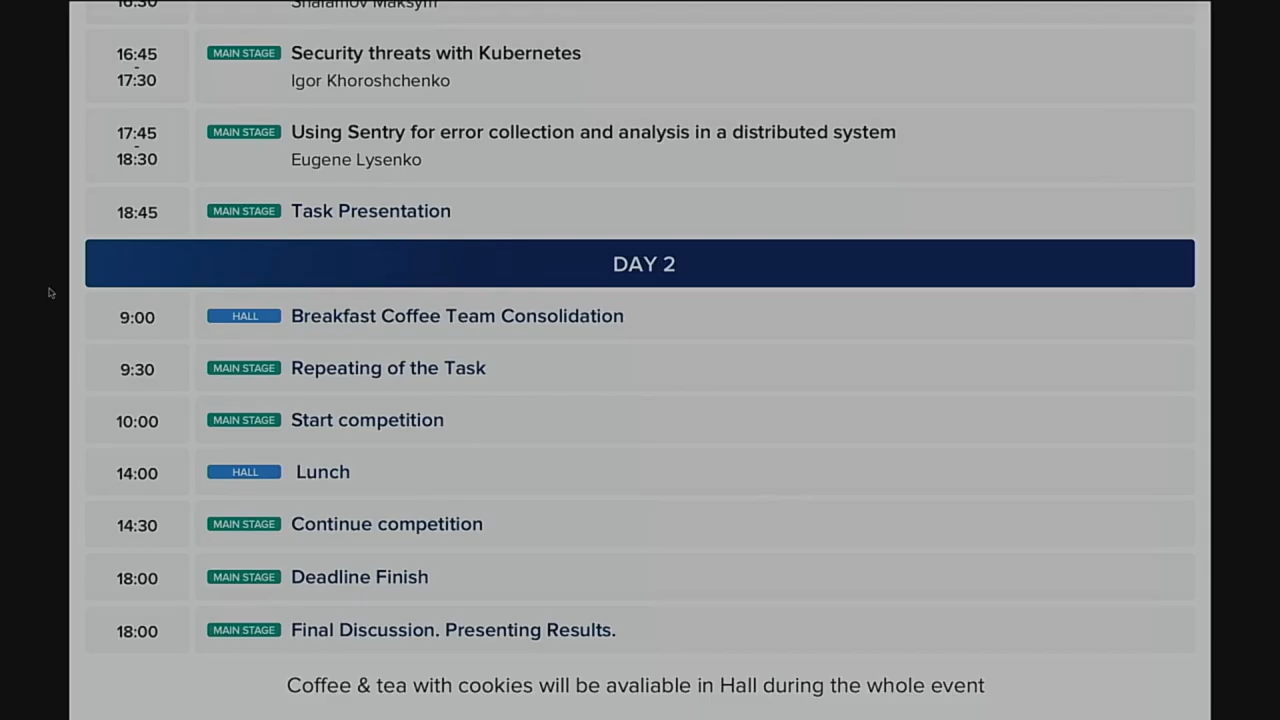 16:30
Shalamov Maksym
16:45 MAIN STAGE Security threats with Kubernetes
-
17:30 Igor Khoroshchenko
17:45 MAIN STAGE Using Sentry for error collection and analysis in a distributed system
-
18:30 Eugene Lysenko
18:45 MAIN STAGE Task Presentation
DAY 2
9:00 HALL Breakfast Coffee Team Consolidation
9:30 MAIN STAGE Repeating of the Task
10:00 MAIN STAGE Start competition
14:00 HALL Lunch
14:30 MAIN STAGE Continue competition
18:00 MAIN STAGE Deadline Finish
18:00 MAIN STAGE Final Discussion. Presenting Results.
Coffee & tea with cookies will be avaliable in Hall during the whole event